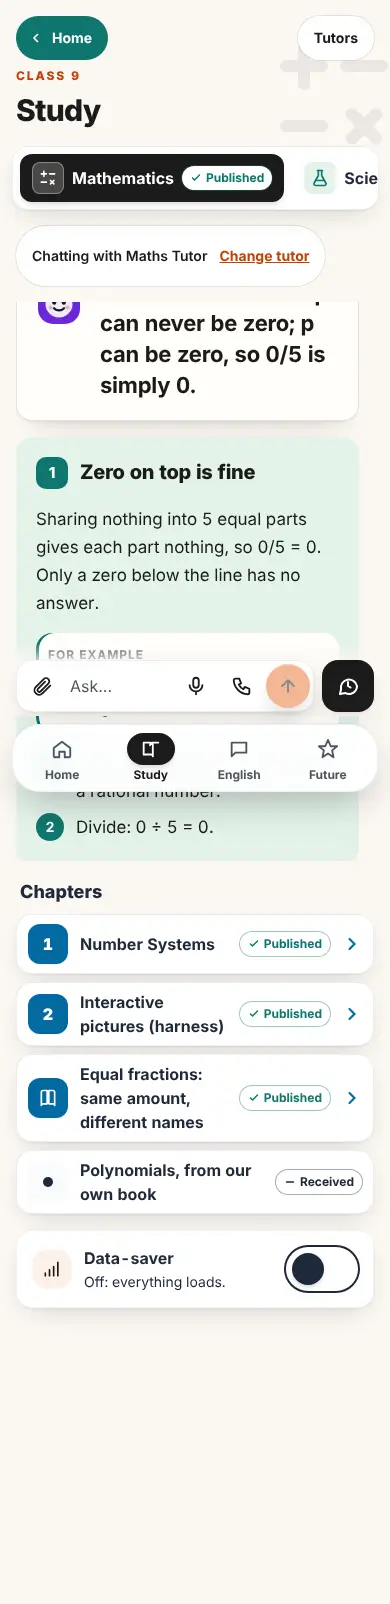 Home
Tutors
CLASS 9
Study
Mathematics
Published
Scie
Chatting with Maths Tutor Change tutor
can never be zero; p
can be zero, so 0/5 is
simply 0.
1 Zero on top is fine
Sharing nothing into 5 equal parts
gives each part nothing, so 0/5 = 0.
Only a zero below the line has no
answer.
FOR EXAMPLE
Ask...
Home
Study
English
Future
a rational number.
2 Divide: 0 ÷ 5 = 0.
Chapters
1 Number Systems Published
2 Interactive
pictures (harness) Published
Equal fractions:
same amount,
different names
Published
Polynomials, from our
own book
Received
Data-saver
Off: everything loads.